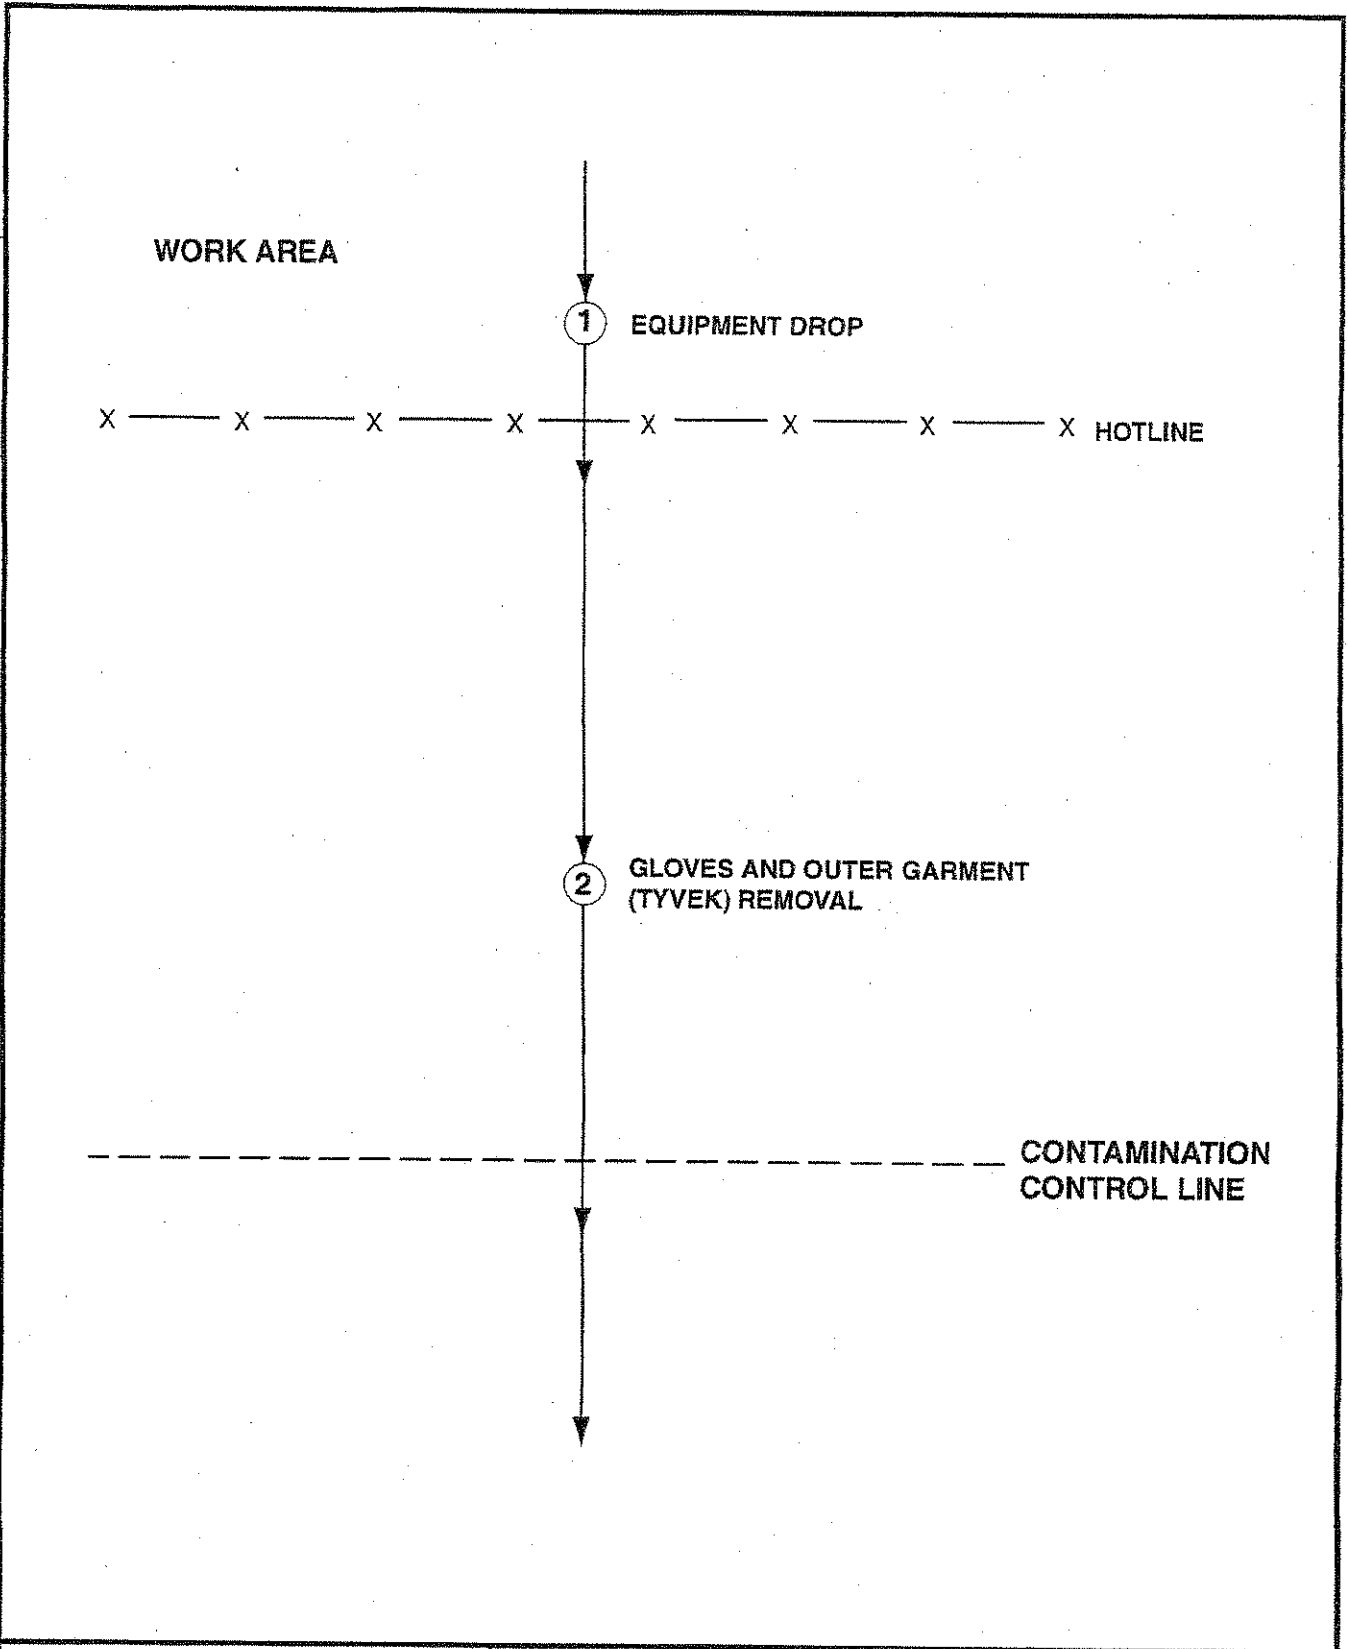 WORK AREA
1 EQUIPMENT DROP
X X X X X X X X HOTLINE
2 GLOVES AND OUTER GARMENT
(TYVEK) REMOVAL
CONTAMINATION
CONTROL LINE